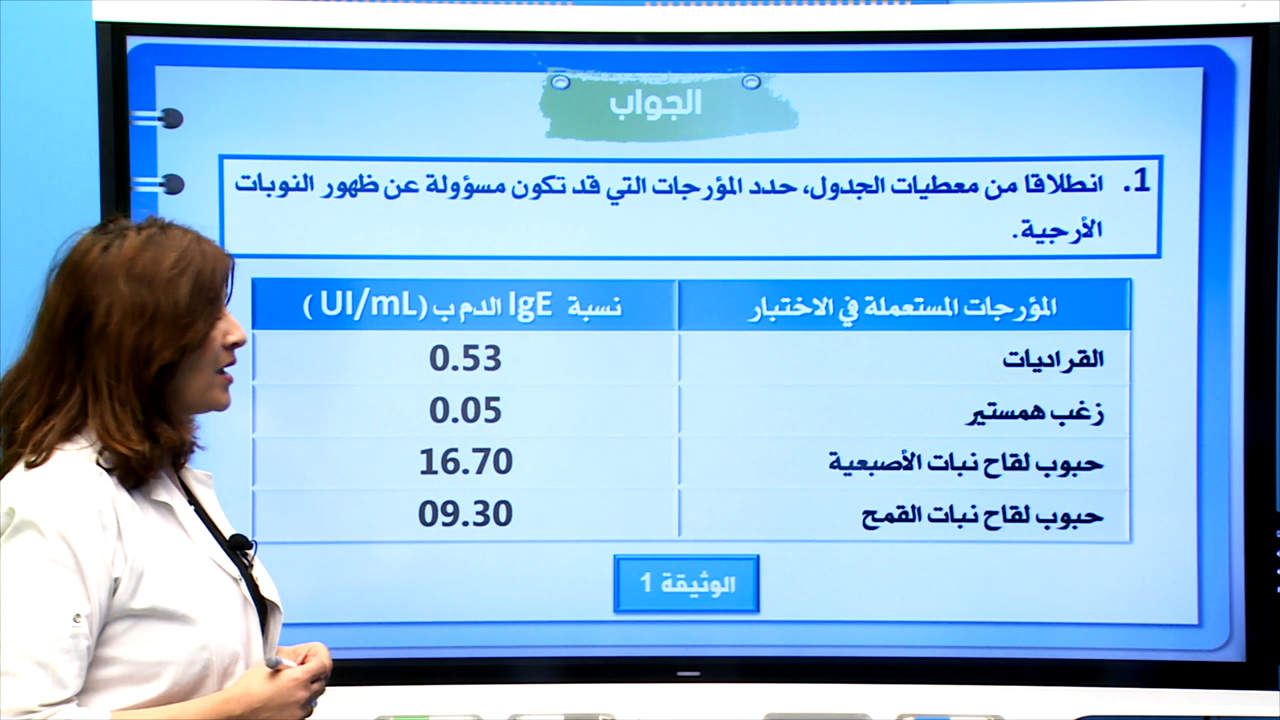 الجواب
1. انطلاقا من معطيات الجدول، حدد المؤرجات التي قد تكون مسؤولة عن ظهور النوبات
الأرجية.
المؤرجات المستعملة في الاختبار نسبة IgE الدم ب (UI/mL )
القراديات 0.53
زغب همستير 0.05
حبوب لقاح نبات الأصبعية 16.70
حبوب لقاح نبات القمح 09.30
الوثيقة 1